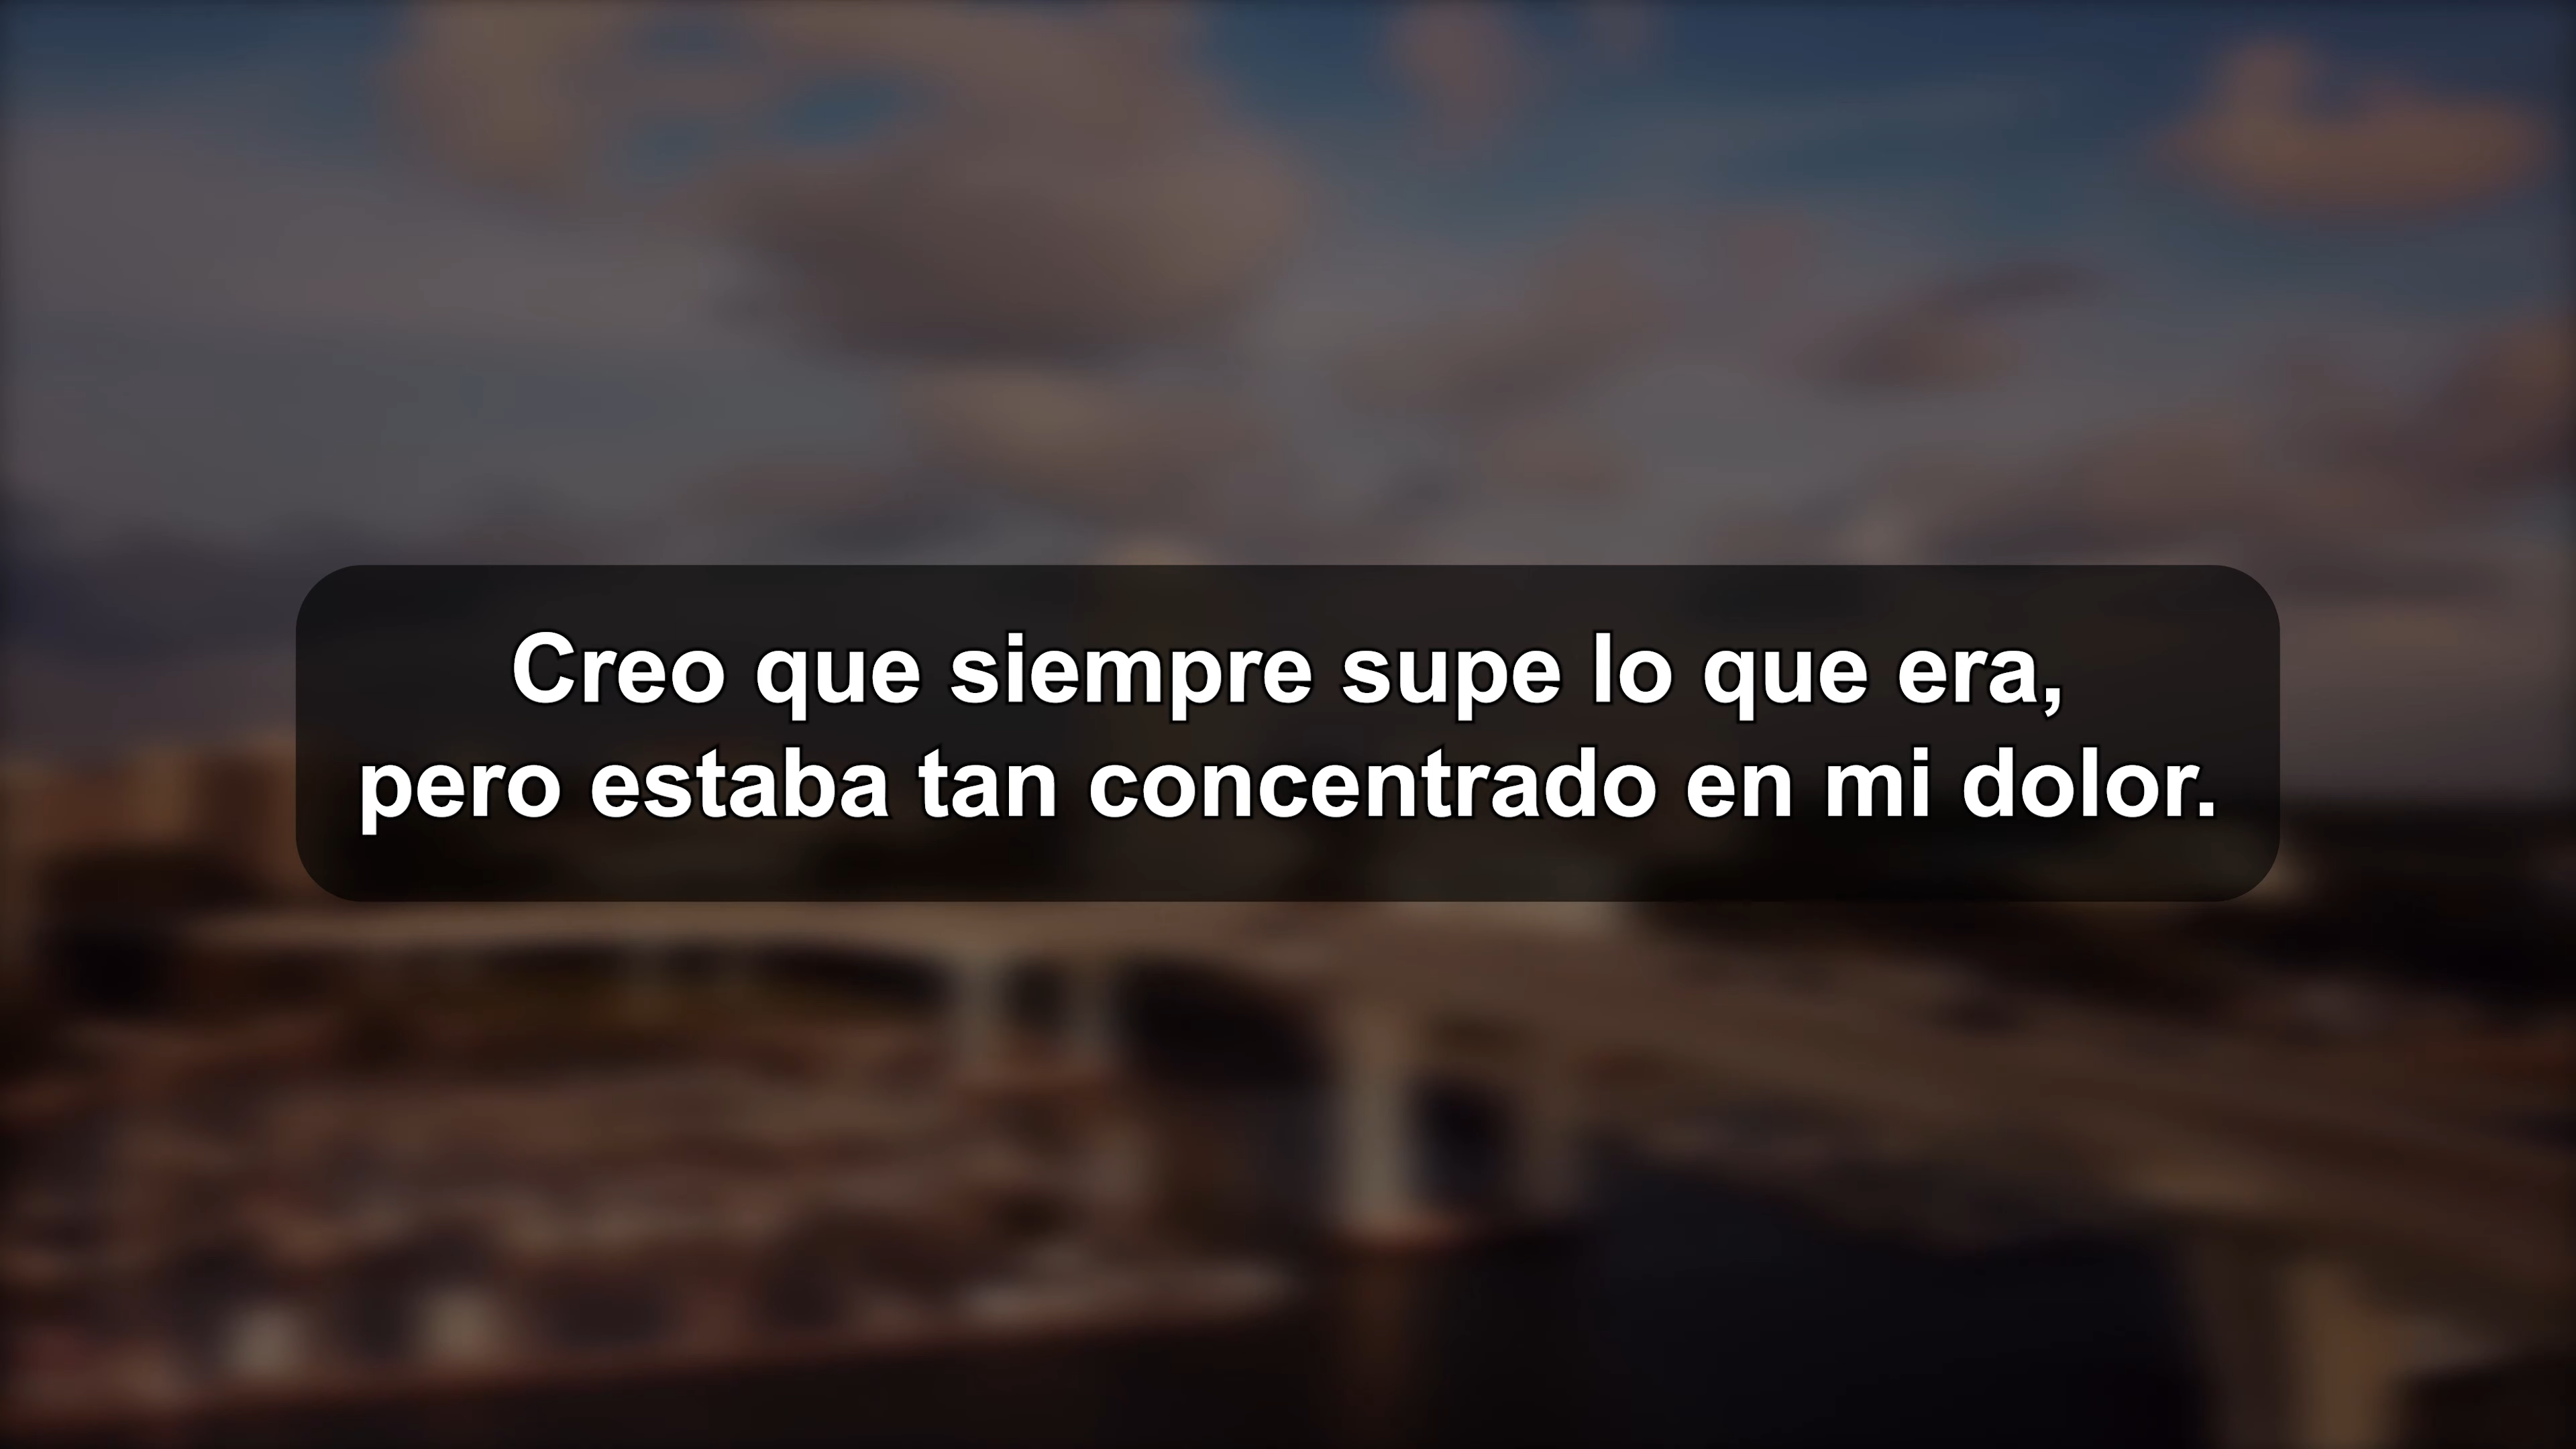 Creo que siempre supe lo que era,
pero estaba tan concentrado en mi dolor.